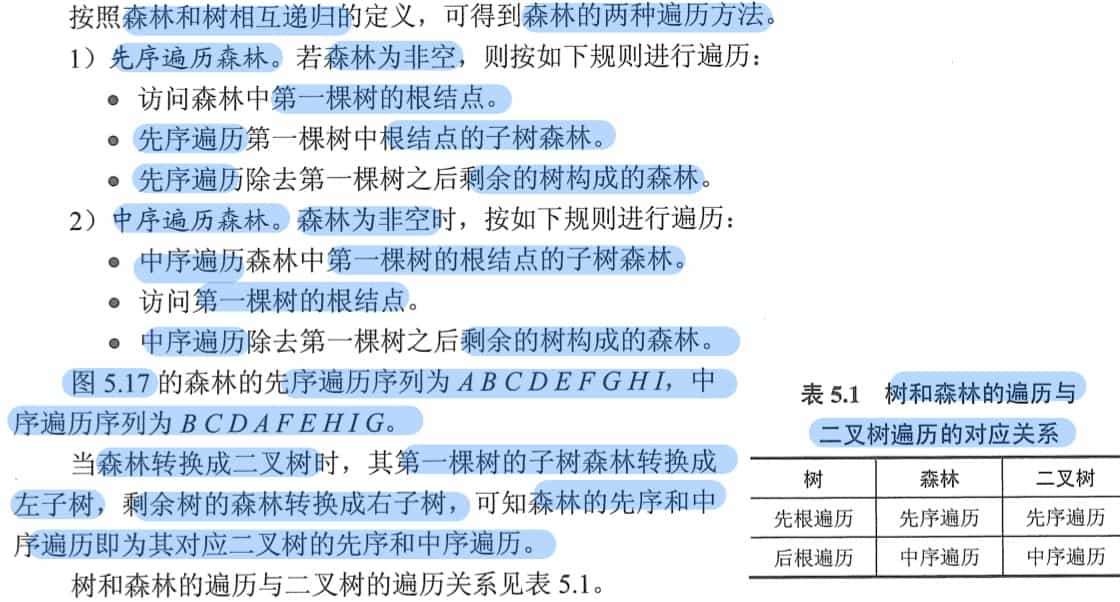 按照森林和树相互递归的定义，可得到森林的两种遍历方法。
1）先序遍历森林。若森林为非空，则按如下规则进行遍历：
● 访问森林中第一棵树的根结点。
● 先序遍历第一棵树中根结点的子树森林。
● 先序遍历除去第一棵树之后剩余的树构成的森林。
2）中序遍历森林。森林为非空时，按如下规则进行遍历：
● 中序遍历森林中第一棵树的根结点的子树森林。
● 访问第一棵树的根结点。
● 中序遍历除去第一棵树之后剩余的树构成的森林。
图 5.17 的森林的先序遍历序列为 A B C D E F G H I，中
序遍历序列为 B C D A F E H I G。
当森林转换成二叉树时，其第一棵树的子树森林转换成
左子树，剩余树的森林转换成右子树，可知森林的先序和中
序遍历即为其对应二叉树的先序和中序遍历。
树和森林的遍历与二叉树的遍历关系见表 5.1。
表 5.1 树和森林的遍历与
二叉树遍历的对应关系
树 森林 二叉树
先根遍历 先序遍历 先序遍历
后根遍历 中序遍历 中序遍历